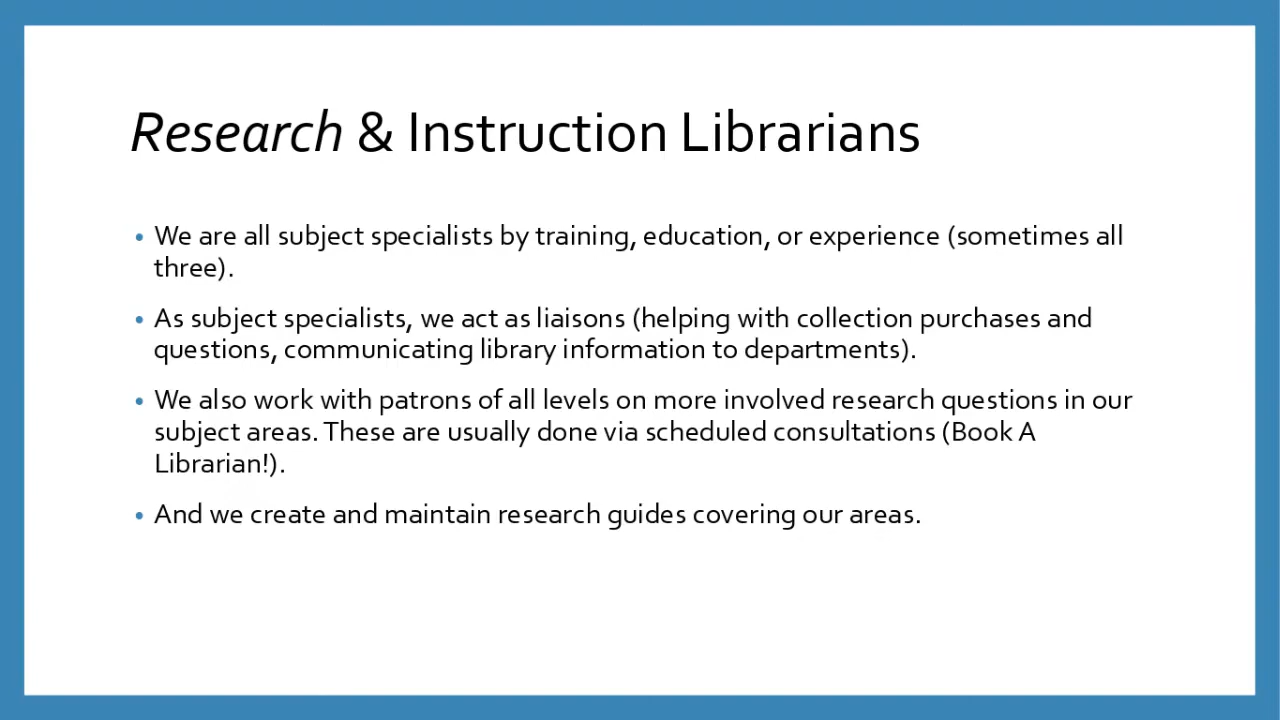 Research & Instruction Librarians
• We are all subject specialists by training, education, or experience (sometimes all
three).
• As subject specialists, we act as liaisons (helping with collection purchases and
questions, communicating library information to departments).
• We also work with patrons of all levels on more involved research questions in our
subject areas. These are usually done via scheduled consultations (Book A
Librarian!).
• And we create and maintain research guides covering our areas.